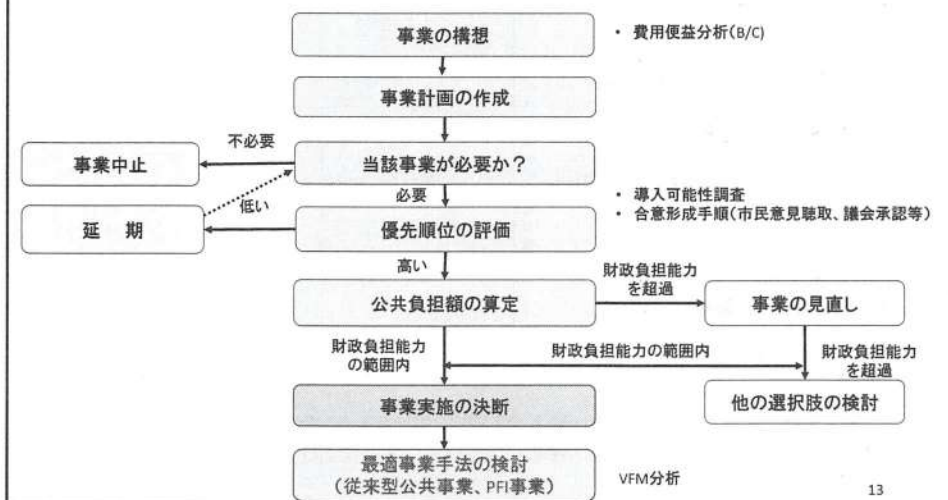 事業の構想
• 費用便益分析(B/C)
事業計画の作成
不必要
事業中止
当該事業が必要か？
必要
• 導入可能性調査
• 合意形成手順(市民意見聴取、議会承認等)
低い
延　期
優先順位の評価
高い
財政負担能力
を超過
公共負担額の算定
事業の見直し
財政負担能力
の範囲内
財政負担能力の範囲内
財政負担能力
を超過
事業実施の決断
他の選択肢の検討
最適事業手法の検討
(従来型公共事業、PFI事業)
VFM分析
13